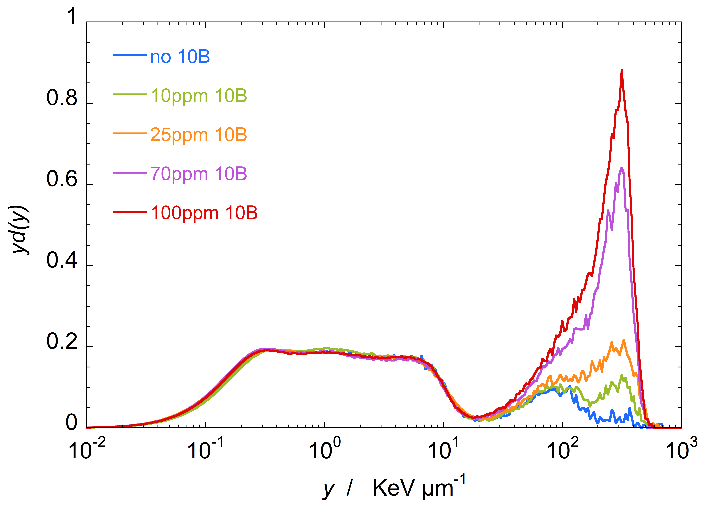 1
0.8
0.6
0.4
0.2
0
no 10B
10ppm 10B
25ppm 10B
70ppm 10B
100ppm 10B
yd(y)
10-2 10-1 100 101 102 103
y / KeV µm-1